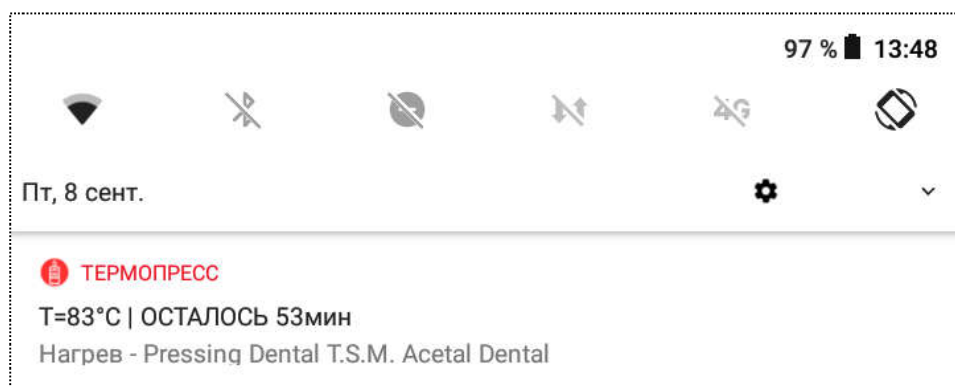 97 % 13:48
4G
Пт, 8 сент.
ТЕРМОПРЕСС
T=83°C | ОСТАЛОСЬ 53мин
Нагрев - Pressing Dental T.S.M. Acetal Dental